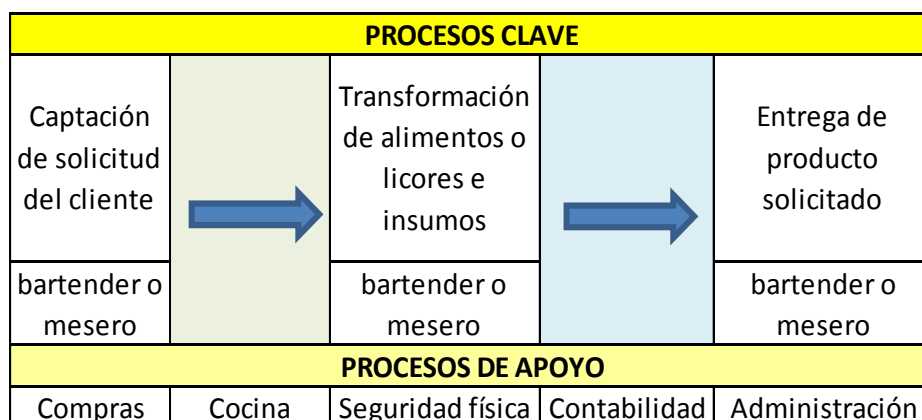 PROCESOS CLAVE
Captación
de solicitud
del cliente
Transformación
de alimentos o
licores e
insumos
Entrega de
producto
solicitado
bartender o
mesero
bartender o
mesero
bartender o
mesero
PROCESOS DE APOYO
Compras Cocina Seguridad física Contabilidad Administración